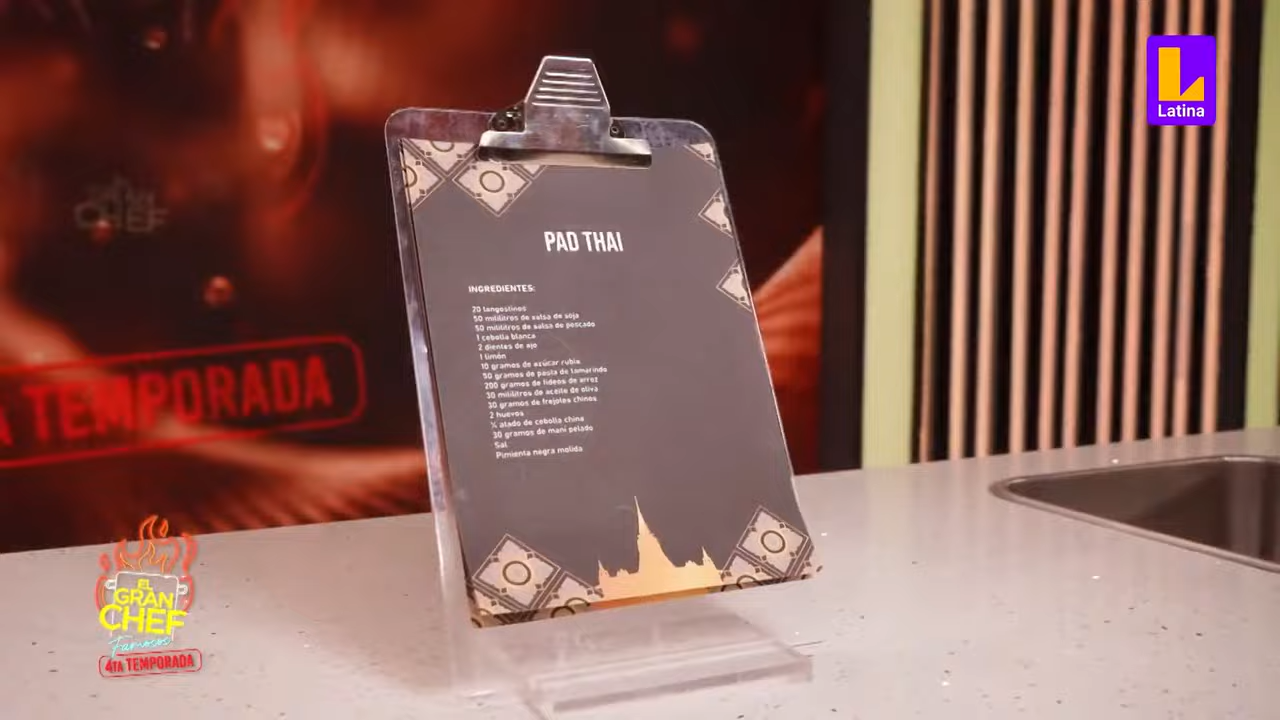 Latina
CHEF
PAD THAI
INGREDIENTES:
20 langostinos
50 mililitros de salsa de soja
50 mililitros de salsa de pescado
1 cebolla blanca
2 dientes de ajo
1 limón
10 gramos de azúcar rubia
50 gramos de pasta de tamarindo
200 gramos de fideos de arroz
30 mililitros de aceite de oliva
30 gramos de frejoles chinos
2 huevos
atado de cebolla china
30 gramos de maní pelado
Sal
Pimienta negra molida
A TEMPORADA
EL
GRAN
CHEF
Famosos
4TA TEMPORADA